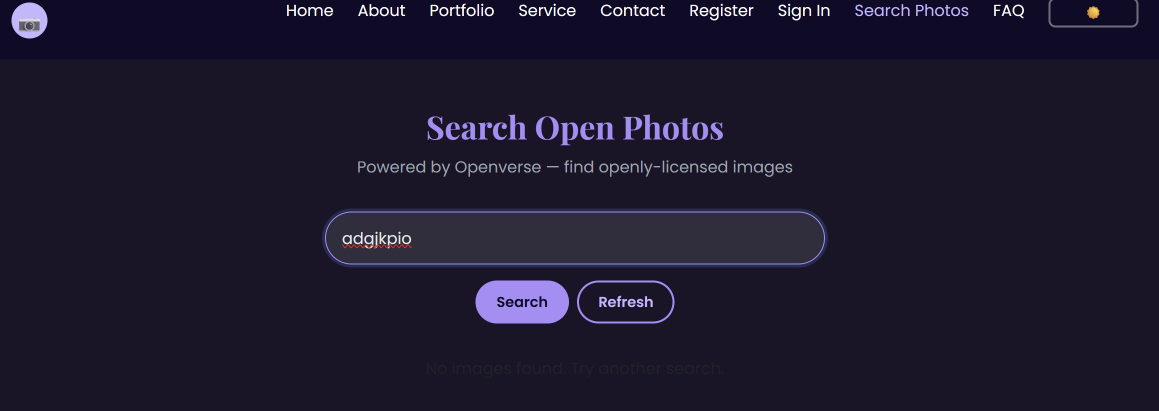 Home About Portfolio Service Contact Register Sign In Search Photos FAQ
Search Open Photos
Powered by Openverse — find openly-licensed images
adgjkpio
Search Refresh
No images found. Try another search.